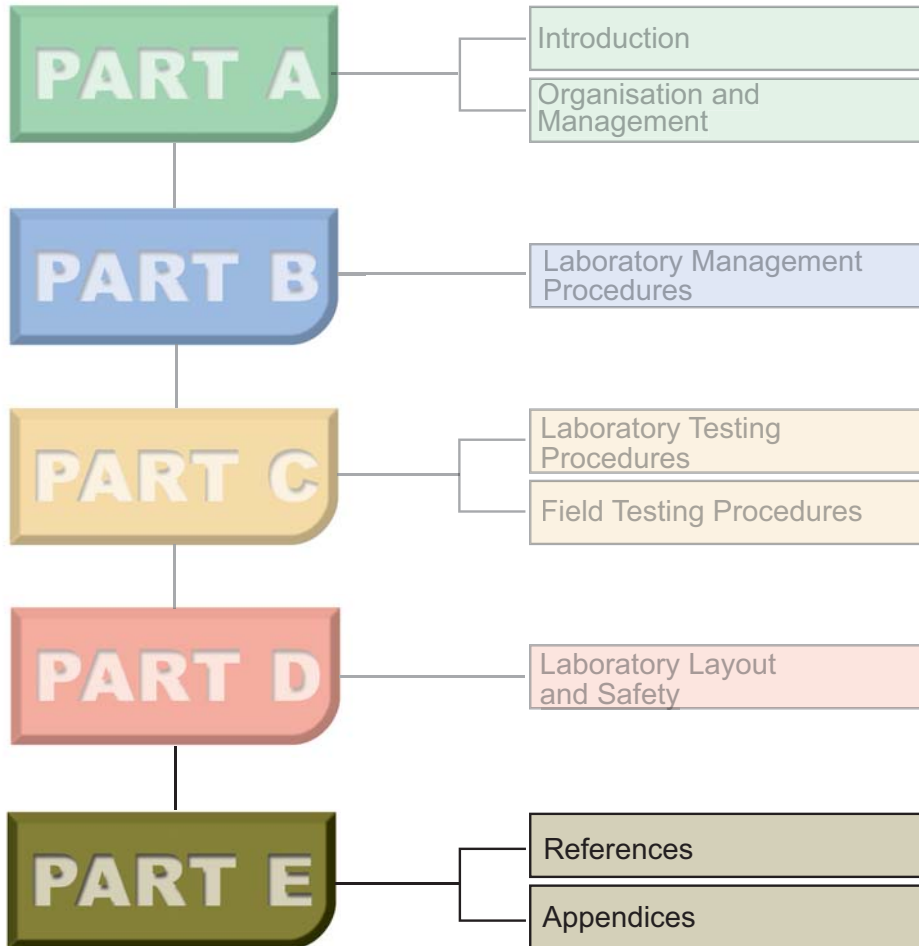 PART A
Introduction
Organisation and
Management
PART B
Laboratory Management
Procedures
PART C
Laboratory Testing
Procedures
Field Testing Procedures
PART D
Laboratory Layout
and Safety
PART E
References
Appendices